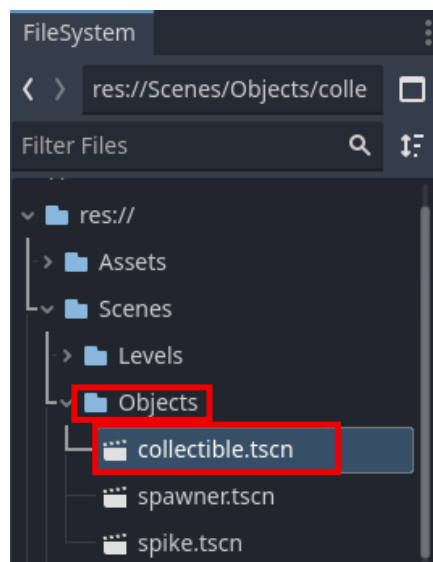 FileSystem
res://Scenes/Objects/colle
Filter Files
res://
Assets
Scenes
Levels
Objects
collectible.tscn
spawner.tscn
spike.tscn